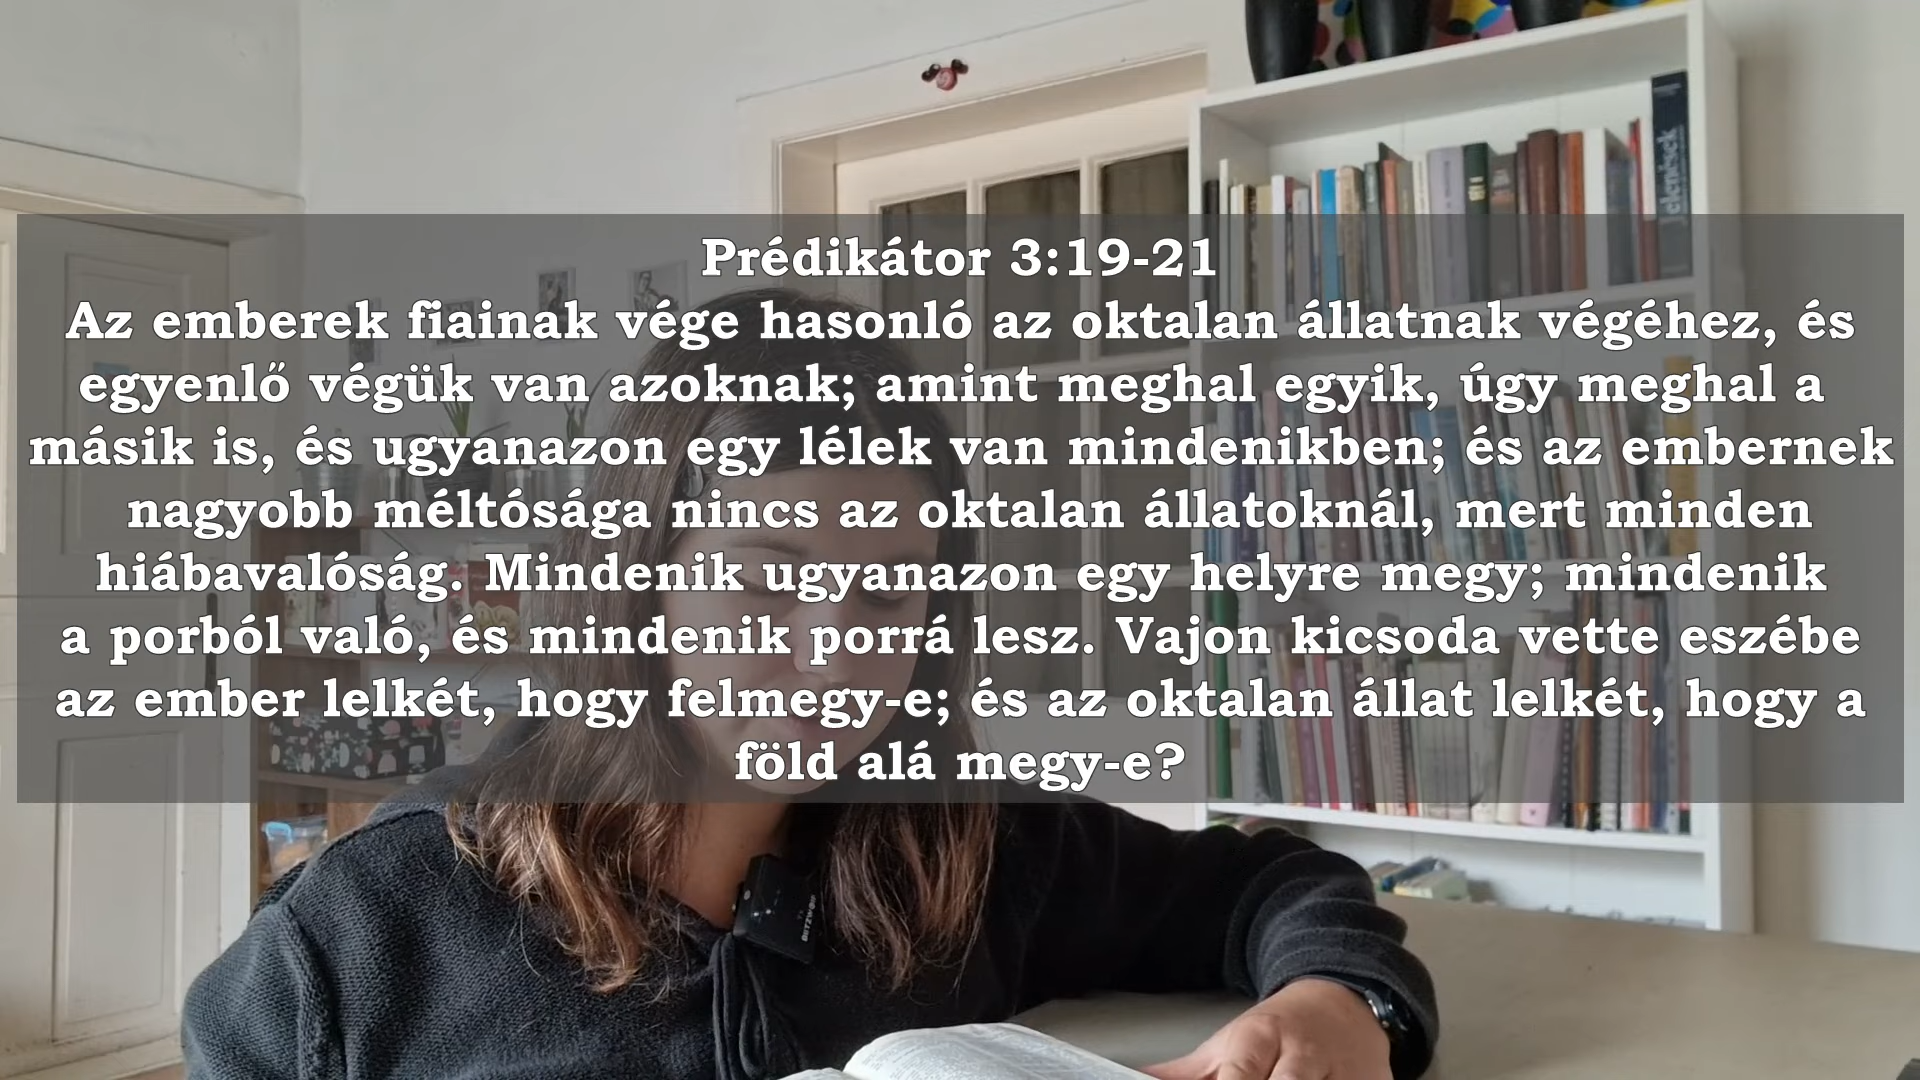 Prédikátor 3:19-21
Az emberek fiainak vége hasonló az oktalan állatnak végéhez, és
egyenlő végük van azoknak; amint meghal egyik, úgy meghal a
másik is, és ugyanazon egy lélek van mindenikben; és az embernek
nagyobb méltósága nincs az oktalan állatoknál, mert minden
hiábavalóság. Mindenik ugyanazon egy helyre megy; mindenik
a porból való, és mindenik porrá lesz. Vajon kicsoda vette eszébe
az ember lelkét, hogy felmegy-e; és az oktalan állat lelkét, hogy a
föld alá megy-e?
Jelenések